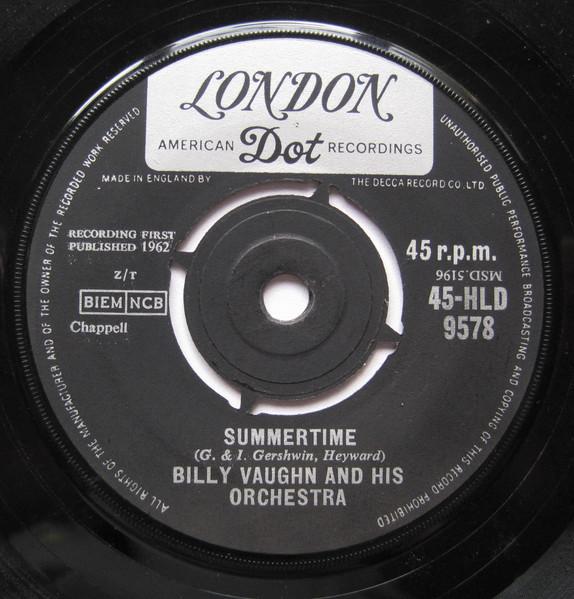 LONDON
AMERICAN Dot RECORDINGS
MADE IN ENGLAND BY THE DECCA RECORD CO. LTD.
RECORDING FIRST
PUBLISHED 1962
z/r
BIEM NCB
Chappell
45 r.p.m.
MSD.5196
45-HLD
9578
SUMMERTIME
(G. & I. Gershwin, Heyward)
BILLY VAUGHN AND HIS
ORCHESTRA
ALL RIGHTS OF THE MANUFACTURER AND OF THE OWNER OF THE RECORDED WORK RESERVED
UNAUTHORISED PUBLIC PERFORMANCE BROADCASTING AND COPYING OF THIS RECORD PROHIBITED